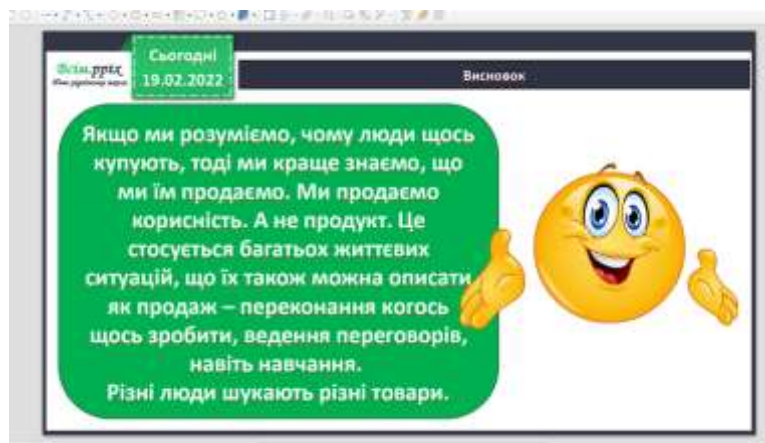 Сьогодні
19.02.2022
Всім.pptx
Висновок
Якщо ми розуміємо, чому люди щось
купують, тоді ми краще знаємо, що
ми їм продаємо. Ми продаємо
корисність. А не продукт. Це
стосується багатьох життєвих
ситуацій, що їх також можна описати
як продаж – переконання когось
щось зробити, ведення переговорів,
навіть навчання.
Різні люди шукають різні товари.